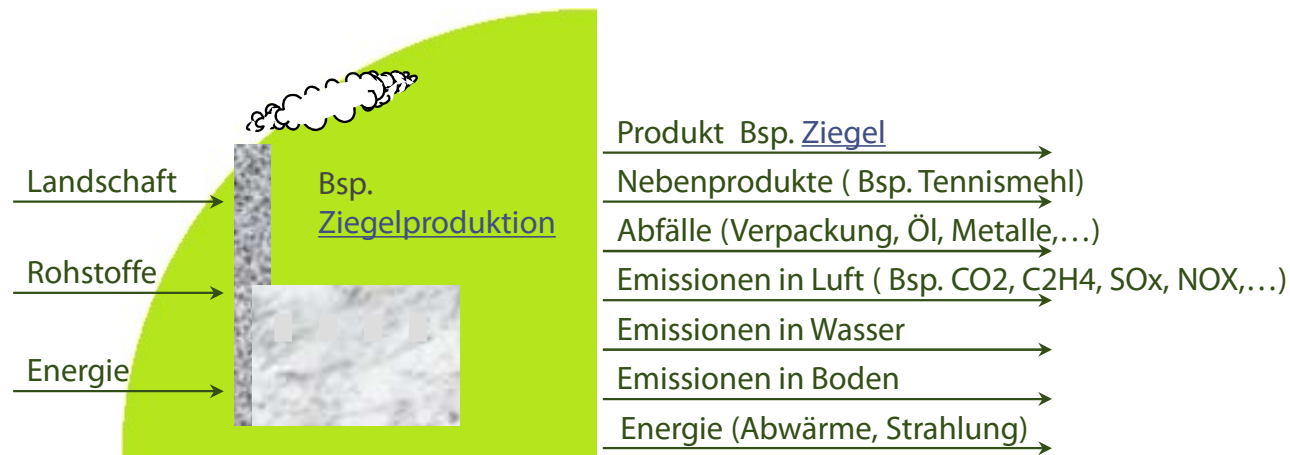 Landschaft
Rohstoffe
Energie
Bsp.
Ziegelproduktion
Produkt Bsp. Ziegel
Nebenprodukte ( Bsp. Tennismehl)
Abfälle (Verpackung, Öl, Metalle,…)
Emissionen in Luft ( Bsp. CO2, C2H4, SOx, NOX,…)
Emissionen in Wasser
Emissionen in Boden
Energie (Abwärme, Strahlung)